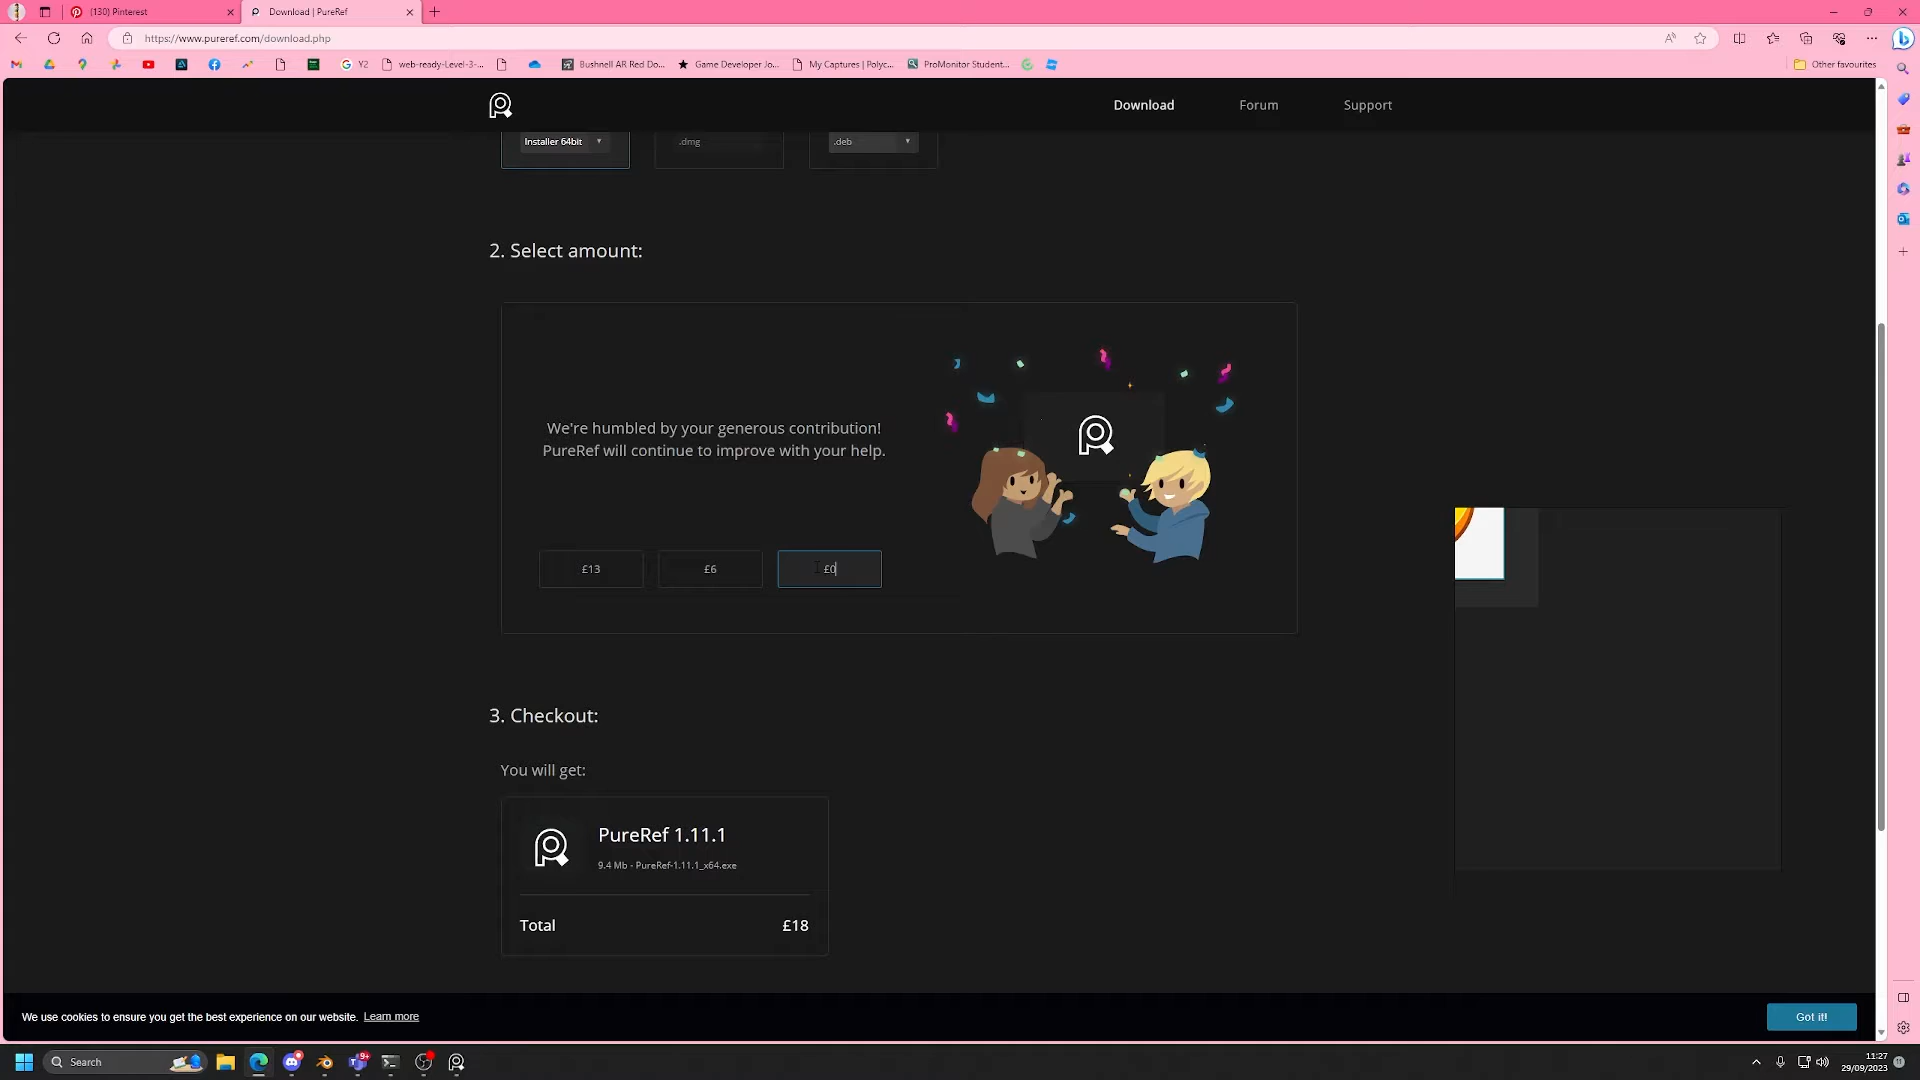 (130) Pinterest
Download | PureRef
https://www.pureref.com/download.php
Y2
web-ready-Level-3-...
Bushnell AR Red Do...
Game Developer Jo...
My Captures | Polyc...
ProMonitor Student...
Other favourites
Download
Forum
Support
Installer 64bit
.dmg
.deb
2. Select amount:
We're humbled by your generous contribution!
PureRef will continue to improve with your help.
£13
£6
£0
3. Checkout:
You will get:
PureRef 1.11.1
9.4 Mb - PureRef-1.11.1_x64.exe
Total
£18
We use cookies to ensure you get the best experience on our website. Learn more
Got it!
Search
9+
11:27
29/09/2023